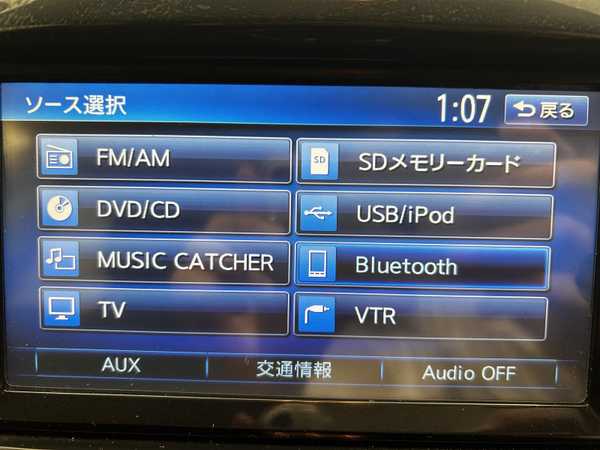 ソース選択
1:07
戻る
FM/AM
SD
SDメモリーカード
DVD/CD
USB/iPod
MUSIC CATCHER
Bluetooth
TV
VTR
AUX
交通情報
Audio OFF